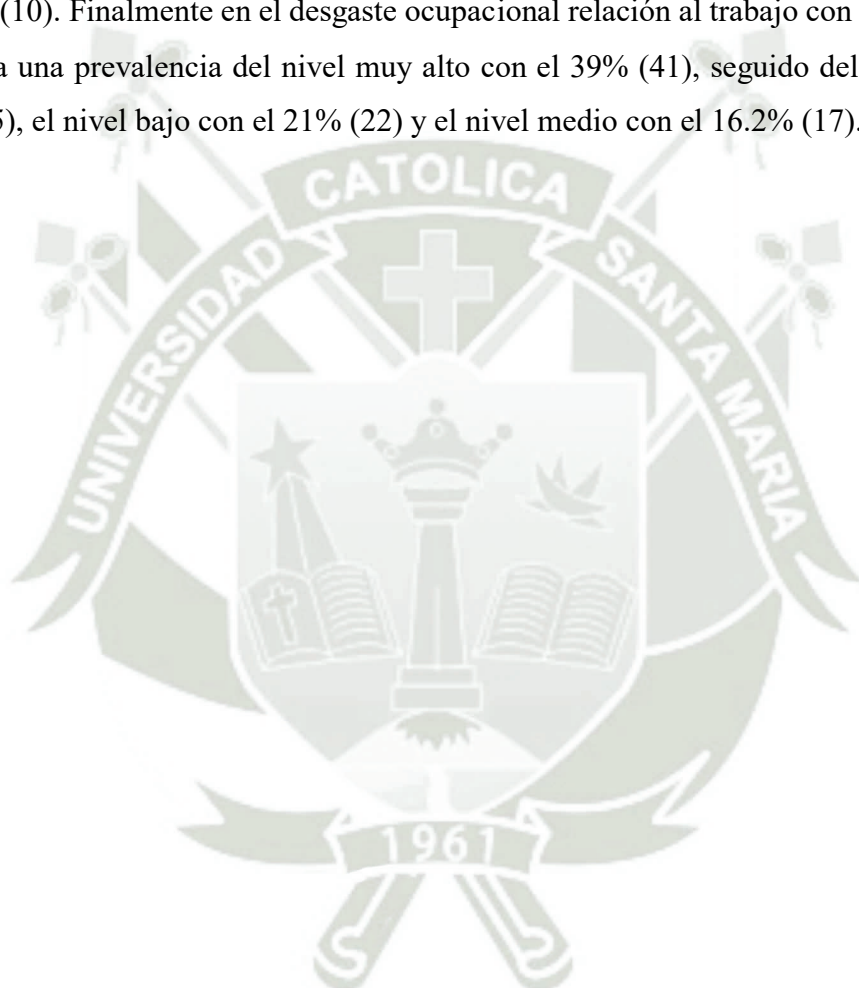 (10). Finalmente en el desgaste ocupacional relación al trabajo con
a una prevalencia del nivel muy alto con el 39% (41), seguido del
5), el nivel bajo con el 21% (22) y el nivel medio con el 16.2% (17).
CATOLICA
UNIVERSIDAD
SANTA MARIA
1961